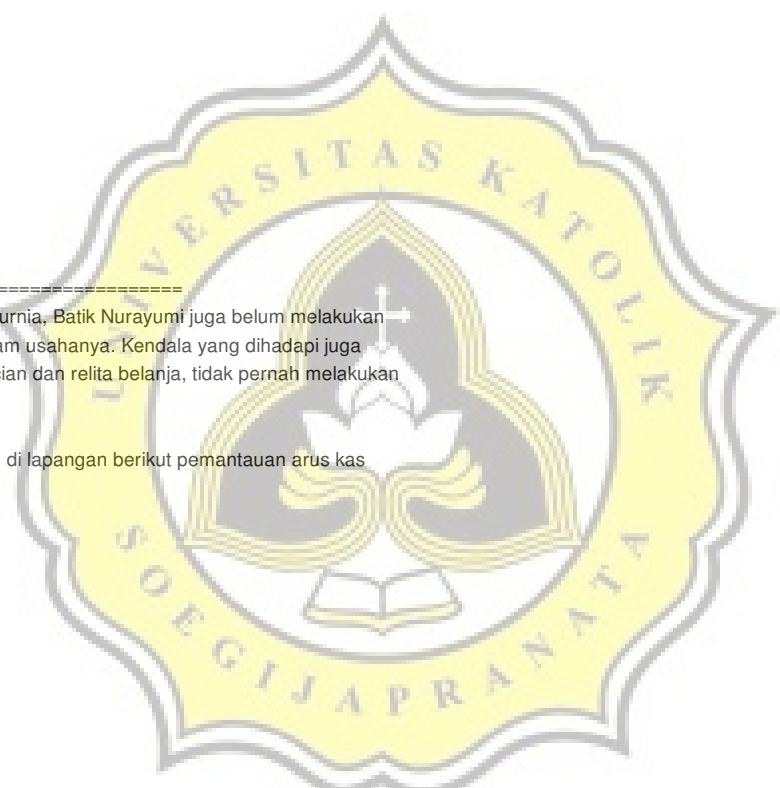 =================
urnia, Batik Nurayumi juga belum melakukan
am usahanya. Kendala yang dihadapi juga
cian dan relita belanja, tidak pernah melakukan
di lapangan berikut pemantauan arus kas
UNIVERSITAS KATOLIK
SOEGIJAPRANATA